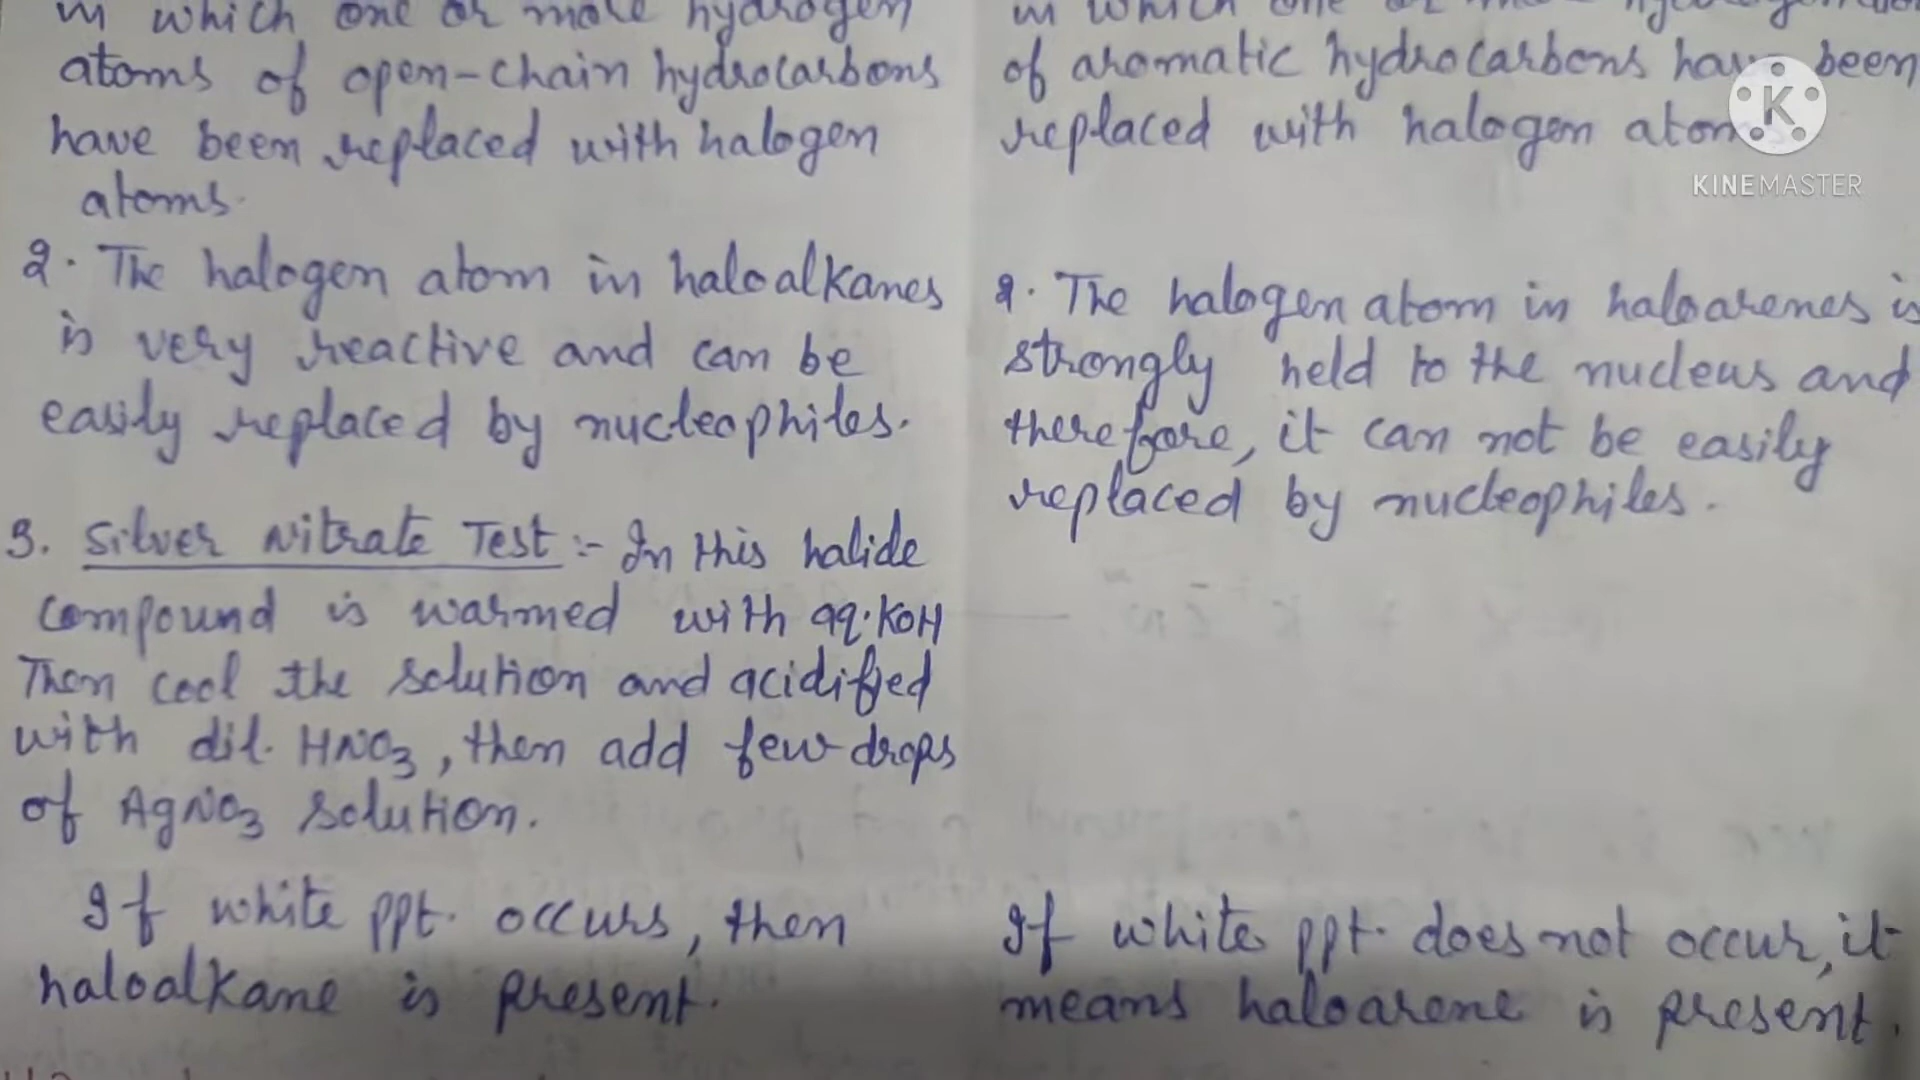 in which one or more hydrogen
atoms of open-chain hydrocarbons
have been replaced with halogen
atoms.
2. The halogen atom in haloalkanes
is very reactive and can be
easily replaced by nucleophiles.
3. Silver Nitrate Test :- In this halide
compound is warmed with aq. KOH
Then cool the solution and acidified
with dil. HNO3, then add few drops
of AgNO3 solution.
If white ppt. occurs, then
haloalkane is present.
in which one or more
of aromatic hydrocarbons have been
replaced with halogen atoms
2. The halogen atom in haloarenes is
strongly held to the nucleus and
therefore, it can not be easily
replaced by nucleophiles.
If white ppt. does not occur, it
means haloarene is present.
K
KINEMASTER